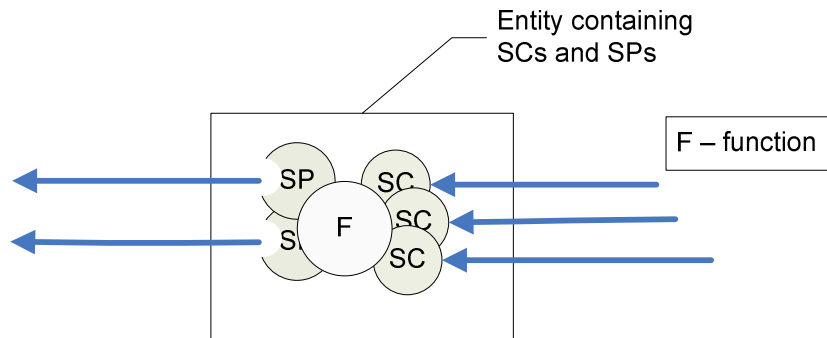 Entity containing
SCs and SPs
F – function
SP
SC
SC
F
SC